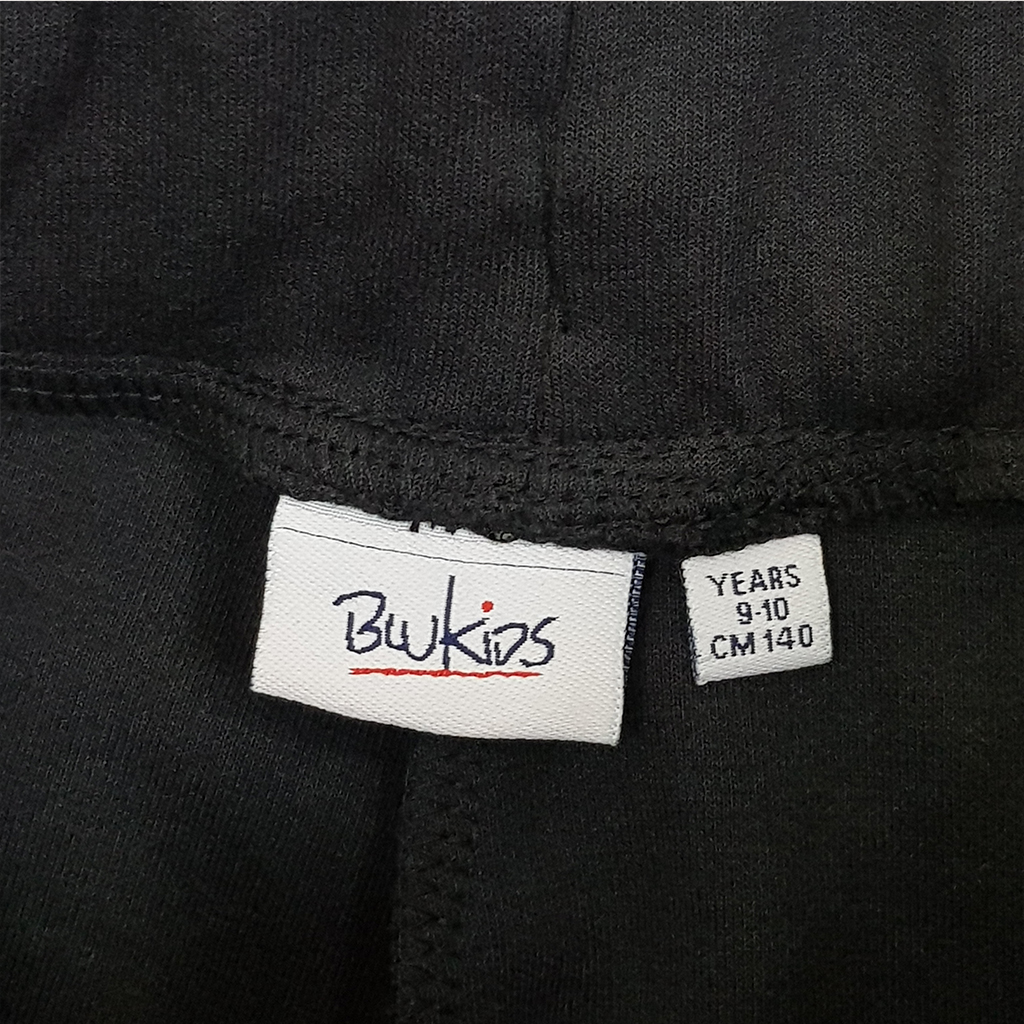 BWKiDS
YEARS
9-10
CM 140